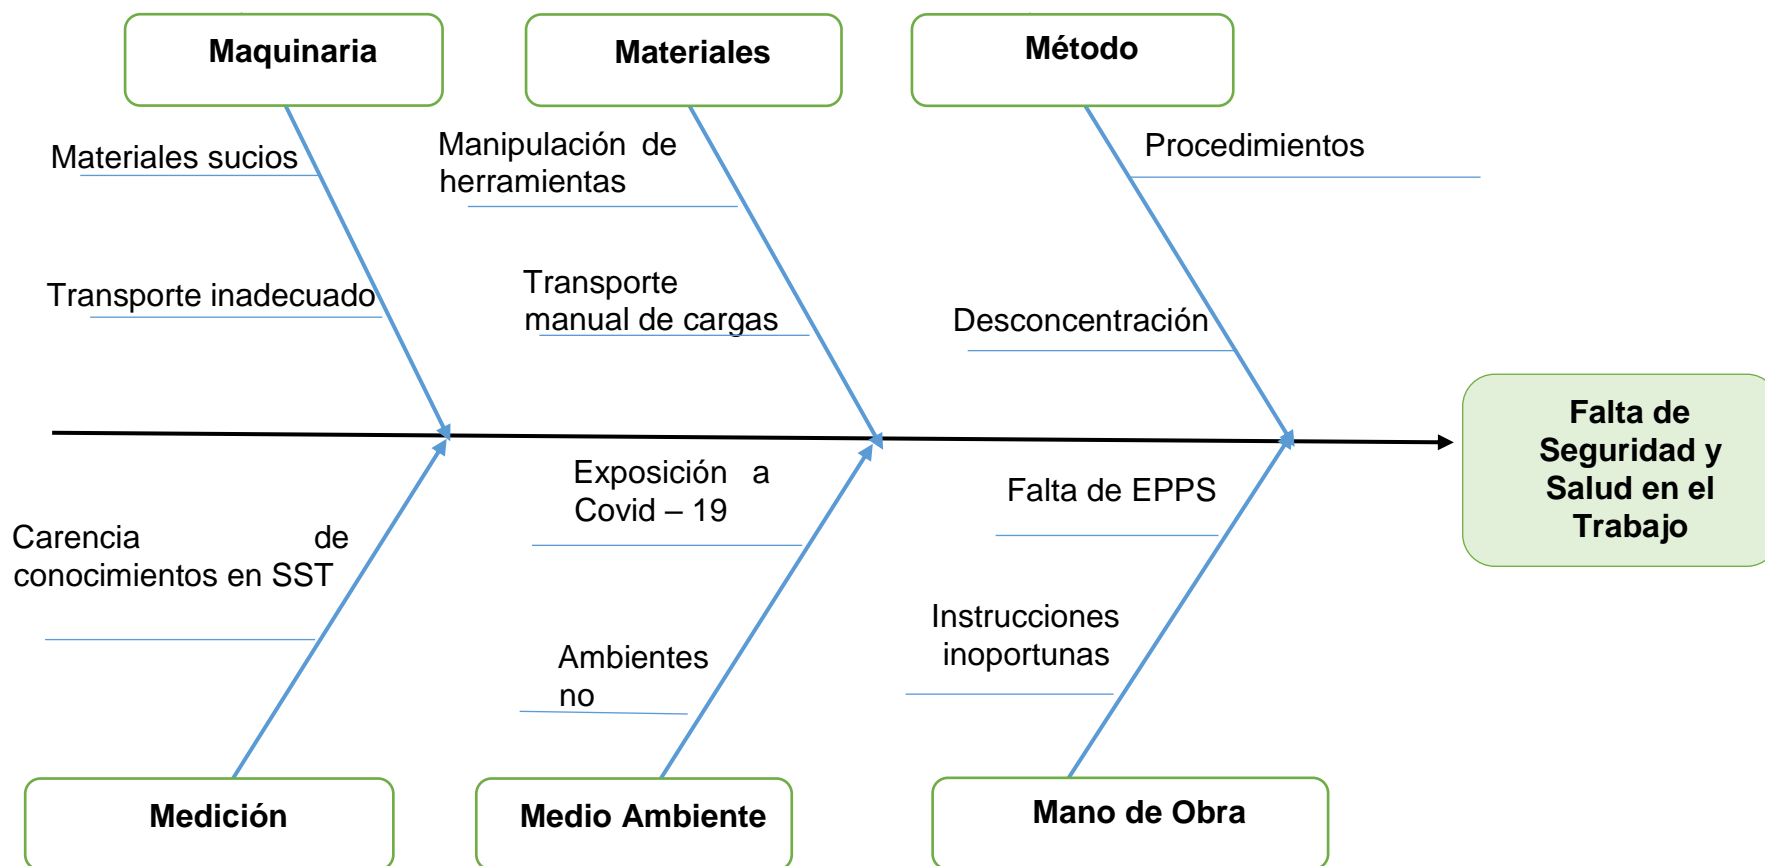 Maquinaria
Materiales
Método
Materiales sucios
Transporte inadecuado
Manipulación de
herramientas
Transporte
manual de cargas
Procedimientos
Desconcentración
Falta de
Seguridad y
Salud en el
Trabajo
Carencia de
conocimientos en SST
Exposición a
Covid – 19
Ambientes
no
Falta de EPPS
Instrucciones
inoportunas
Medición
Medio Ambiente
Mano de Obra